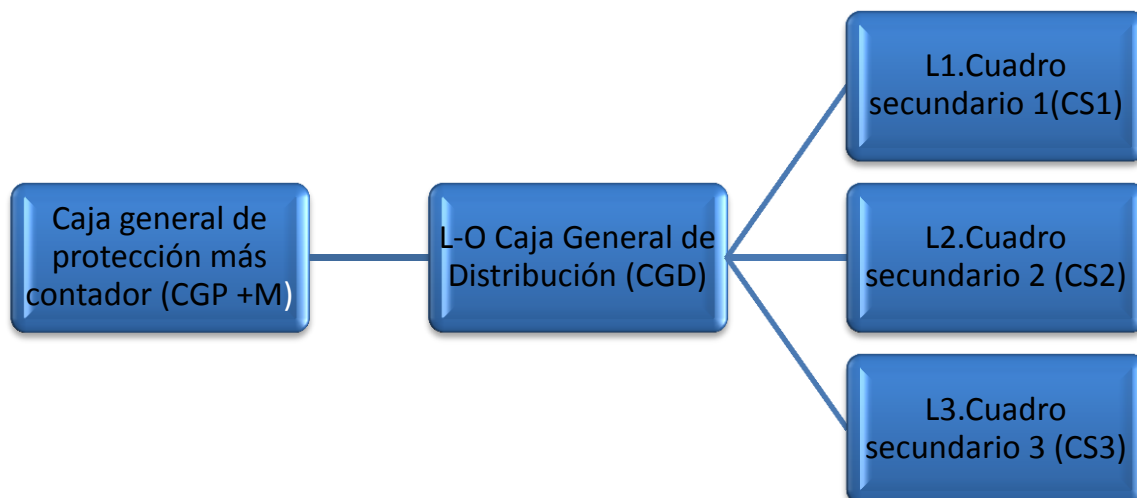 Caja general de
protección más
contador (CGP +M)
L-O Caja General de
Distribución (CGD)
L1.Cuadro
secundario 1(CS1)
L2.Cuadro
secundario 2 (CS2)
L3.Cuadro
secundario 3 (CS3)